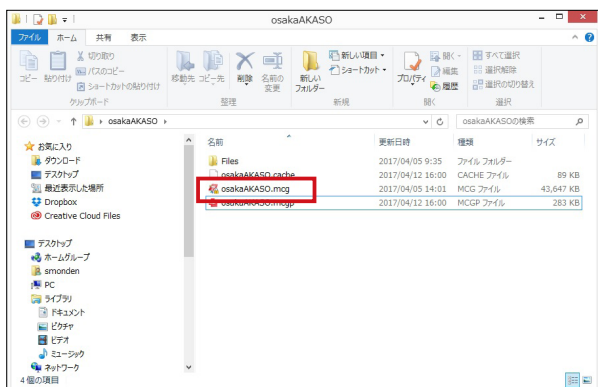 osakaAKASO
ファイル ホーム 共有 表示
コピー 貼り付け 切り取り パスのコピー ショートカットの貼り付け 移動先 コピー先 削除 名前の変更 新しいフォルダー 新しい項目 ショートカット プロパティ 開く 編集 履歴 すべて選択 選択解除 選択の切り替え
クリップボード 整理 新規 開く 選択
osakaAKASO osakaAKASOの検索
名前 更新日時 種類 サイズ
お気に入り
ダウンロード
デスクトップ
最近表示した場所
Dropbox
Creative Cloud Files
デスクトップ
ホームグループ
smonden
PC
ライブラリ
ドキュメント
ピクチャ
ビデオ
ミュージック
ネットワーク
Files 2017/04/05 9:35 ファイル フォルダー
osakaAKASO.cache 2017/04/12 16:00 CACHE ファイル 89 KB
osakaAKASO.mcg 2017/04/05 14:01 MCG ファイル 43,647 KB
osakaAKASO.mcgp 2017/04/12 16:00 MCGP ファイル 283 KB
4 個の項目